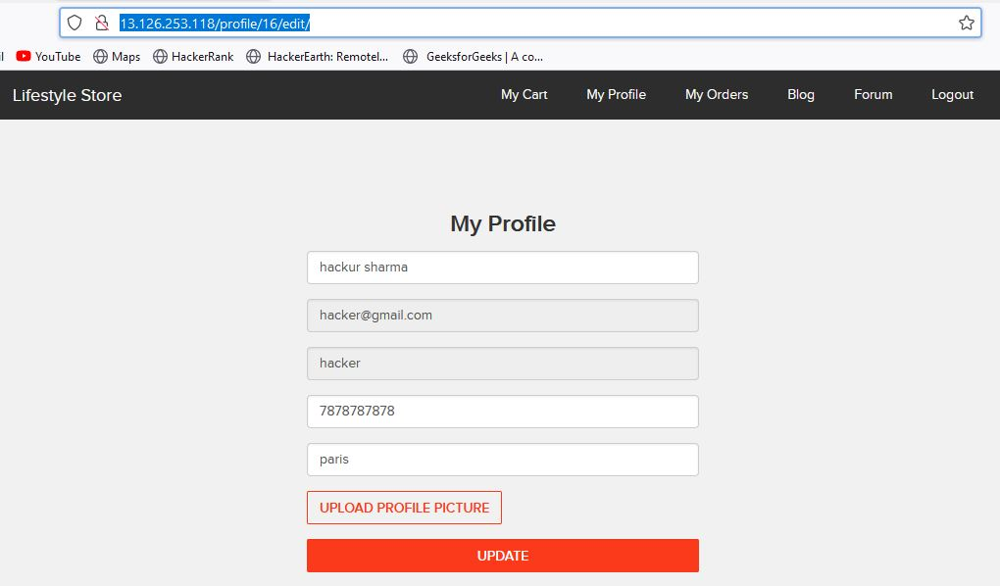 13.126.253.118/profile/16/edit/
YouTube Maps HackerRank HackerEarth: Remotel... GeeksforGeeks | A co...
Lifestyle Store My Cart My Profile My Orders Blog Forum Logout
My Profile
hackur sharma
hacker@gmail.com
hacker
7878787878
paris
UPLOAD PROFILE PICTURE
UPDATE